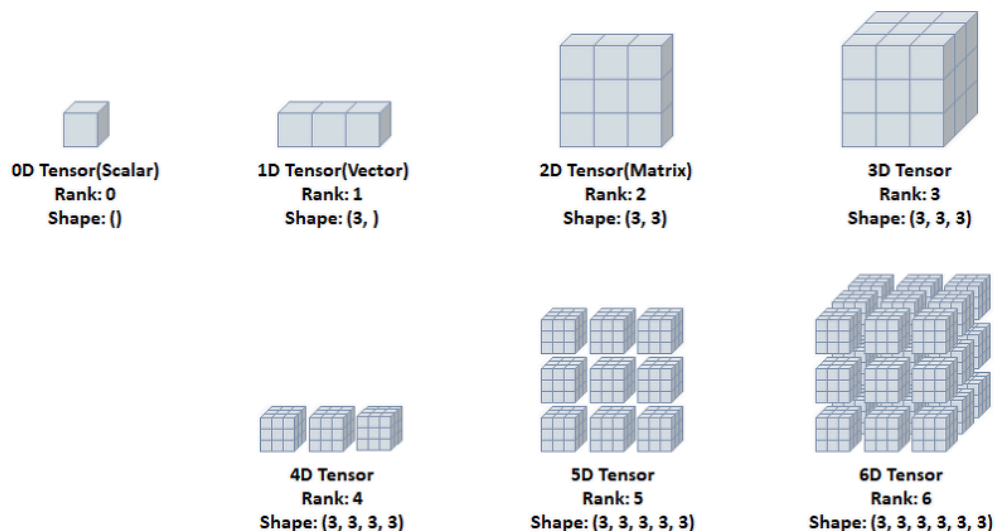 0D Tensor(Scalar)
Rank: 0
Shape: ()
1D Tensor(Vector)
Rank: 1
Shape: (3, )
2D Tensor(Matrix)
Rank: 2
Shape: (3, 3)
3D Tensor
Rank: 3
Shape: (3, 3, 3)
4D Tensor
Rank: 4
Shape: (3, 3, 3, 3)
5D Tensor
Rank: 5
Shape: (3, 3, 3, 3, 3)
6D Tensor
Rank: 6
Shape: (3, 3, 3, 3, 3, 3)